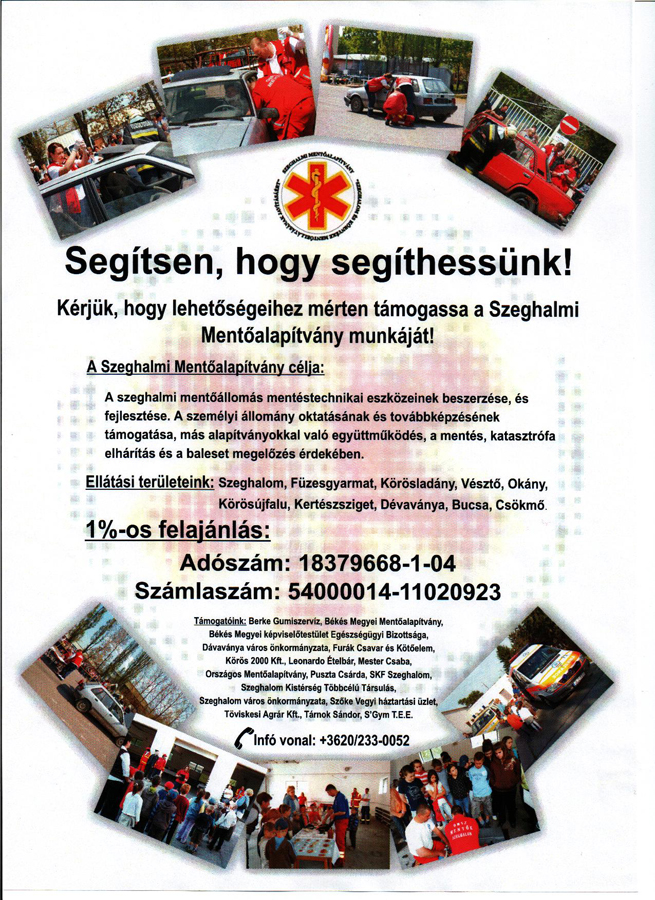 SZEGHALMI MENTŐALAPÍTVÁNY
Segítsen, hogy segíthessünk!
Kérjük, hogy lehetőségeihez mérten támogassa a Szeghalmi
Mentőalapítvány munkáját!
A Szeghalmi Mentőalapítvány célja:
A szeghalmi mentőállomás mentéstechnikai eszközeinek beszerzése, és
fejlesztése. A személyi állomány oktatásának és továbbképzésének
támogatása, más alapítványokkal való együttműködés, a mentés, katasztrófa
elhárítás és a baleset megelőzés érdekében.
Ellátási területeink: Szeghalom, Füzesgyarmat, Körösladány, Vésztő, Okány,
Körösújfalu, Kertészsziget, Dévaványa, Bucsa, Csökmő.
1%-os felajánlás:
Adószám: 18379668-1-04
Számlaszám: 54000014-11020923
Támogatóink: Berke Gumiszervíz, Békés Megyei Mentőalapítvány,
Békés Megyei képviselőtestület Egészségügyi Bizottsága,
Dávaványa város önkormányzata, Furák Csavar és Kötőelem,
Körös 2000 Kft., Leonardo Ételbár, Mester Csaba,
Országos Mentőalapítvány, Puszta Csárda, SKF Szeghalom,
Szeghalom Kistérség Többcélú Társulás,
Szeghalom város önkormányzata, Szőke Vegyi háztartási üzlet,
Töviskesi Agrár Kft., Tárnok Sándor, S'Gym T.E.E.
Infó vonal: +3620/233-0052